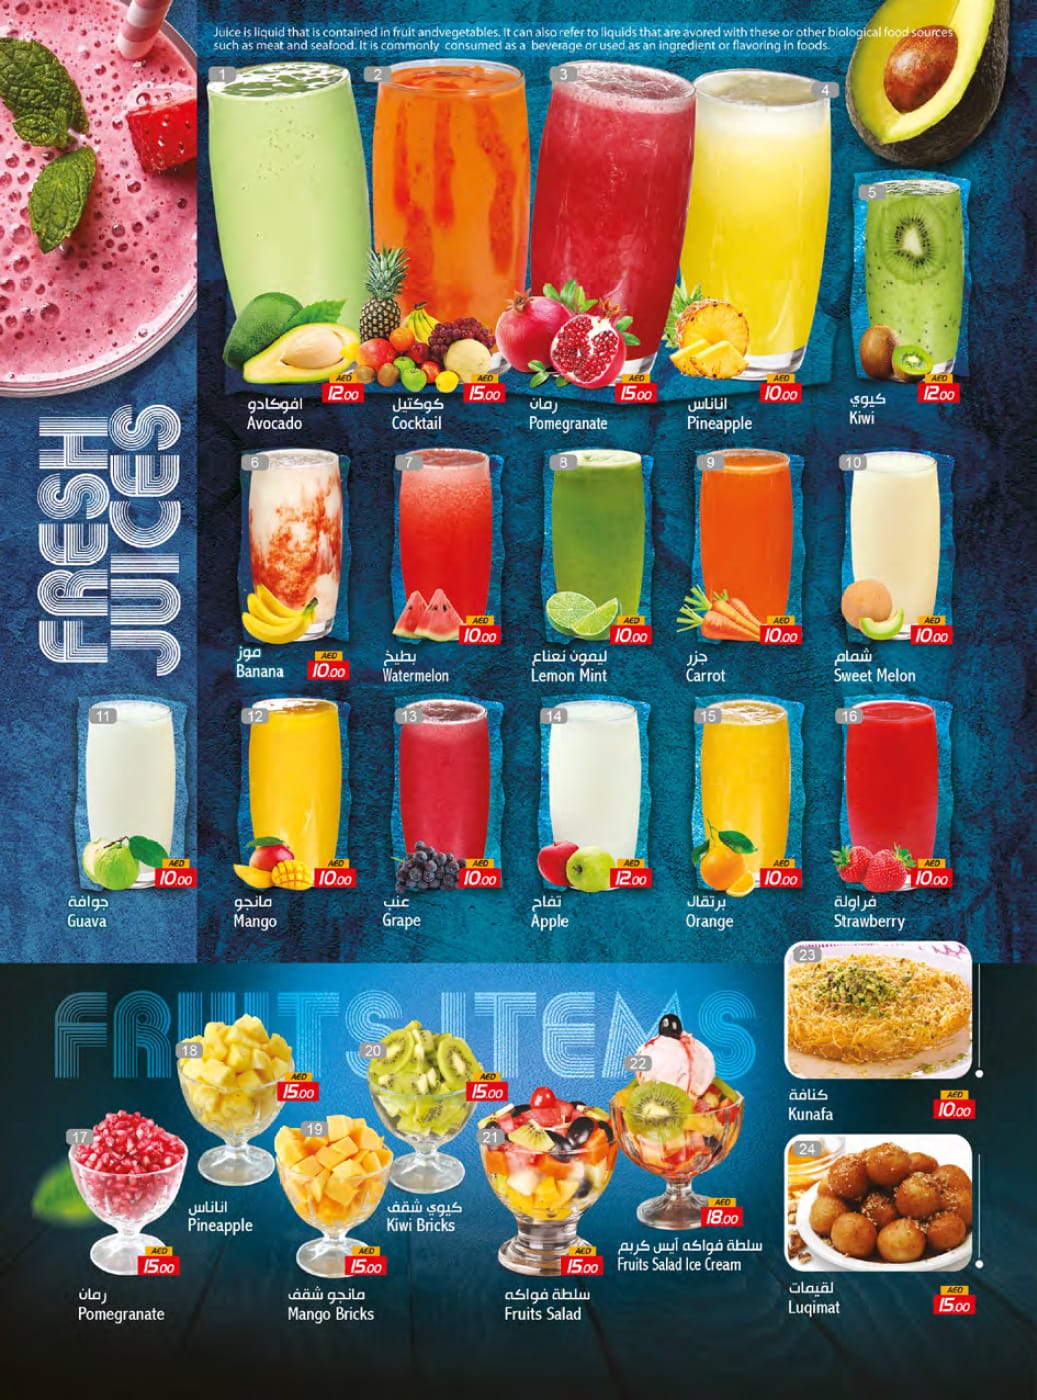 Juice is liquid that is contained in fruit andvegetables. It can also refer to liquids that are avored with these or other biological food sources
such as meat and seafood. It is commonly consumed as a beverage or used as an ingredient or flavoring in foods.
FRESH
JUICES
1
AED
12.00
افوكادو
Avocado
2
AED
15.00
كوكتيل
Cocktail
3
AED
15.00
رمان
Pomegranate
4
AED
10.00
اناناس
Pineapple
5
AED
12.00
كيوي
Kiwi
6
موز
Banana
AED
10.00
7
AED
10.00
بطيخ
Watermelon
8
AED
10.00
ليمون نعناع
Lemon Mint
9
AED
10.00
جزر
Carrot
10
AED
10.00
شمام
Sweet Melon
11
AED
10.00
جوافة
Guava
12
AED
10.00
مانجو
Mango
13
AED
10.00
عنب
Grape
14
AED
12.00
تفاح
Apple
15
AED
10.00
برتقال
Orange
16
AED
10.00
فراولة
Strawberry
FRUITS ITEMS
17
AED
15.00
رمان
Pomegranate
18
AED
15.00
اناناس
Pineapple
19
AED
15.00
مانجو شقف
Mango Bricks
20
AED
15.00
كيوي شقف
Kiwi Bricks
21
AED
15.00
سلطة فواكه
Fruits Salad
22
AED
18.00
سلطة فواكه آيس كريم
Fruits Salad Ice Cream
23
كنافة
Kunafa
AED
10.00
24
لقيمات
Luqimat
AED
15.00